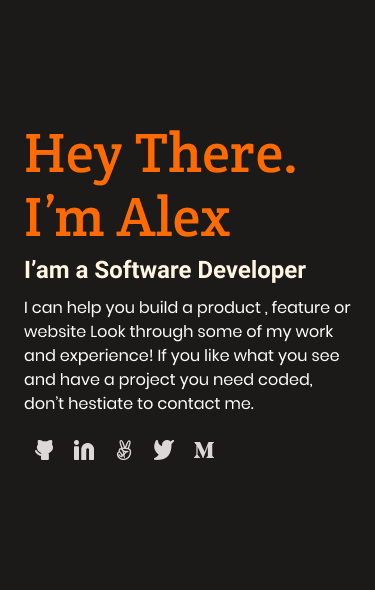 Hey There.
I’m Alex
I’am a Software Developer
I can help you build a product , feature or
website Look through some of my work
and experience! If you like what you see
and have a project you need coded,
don’t hestiate to contact me.